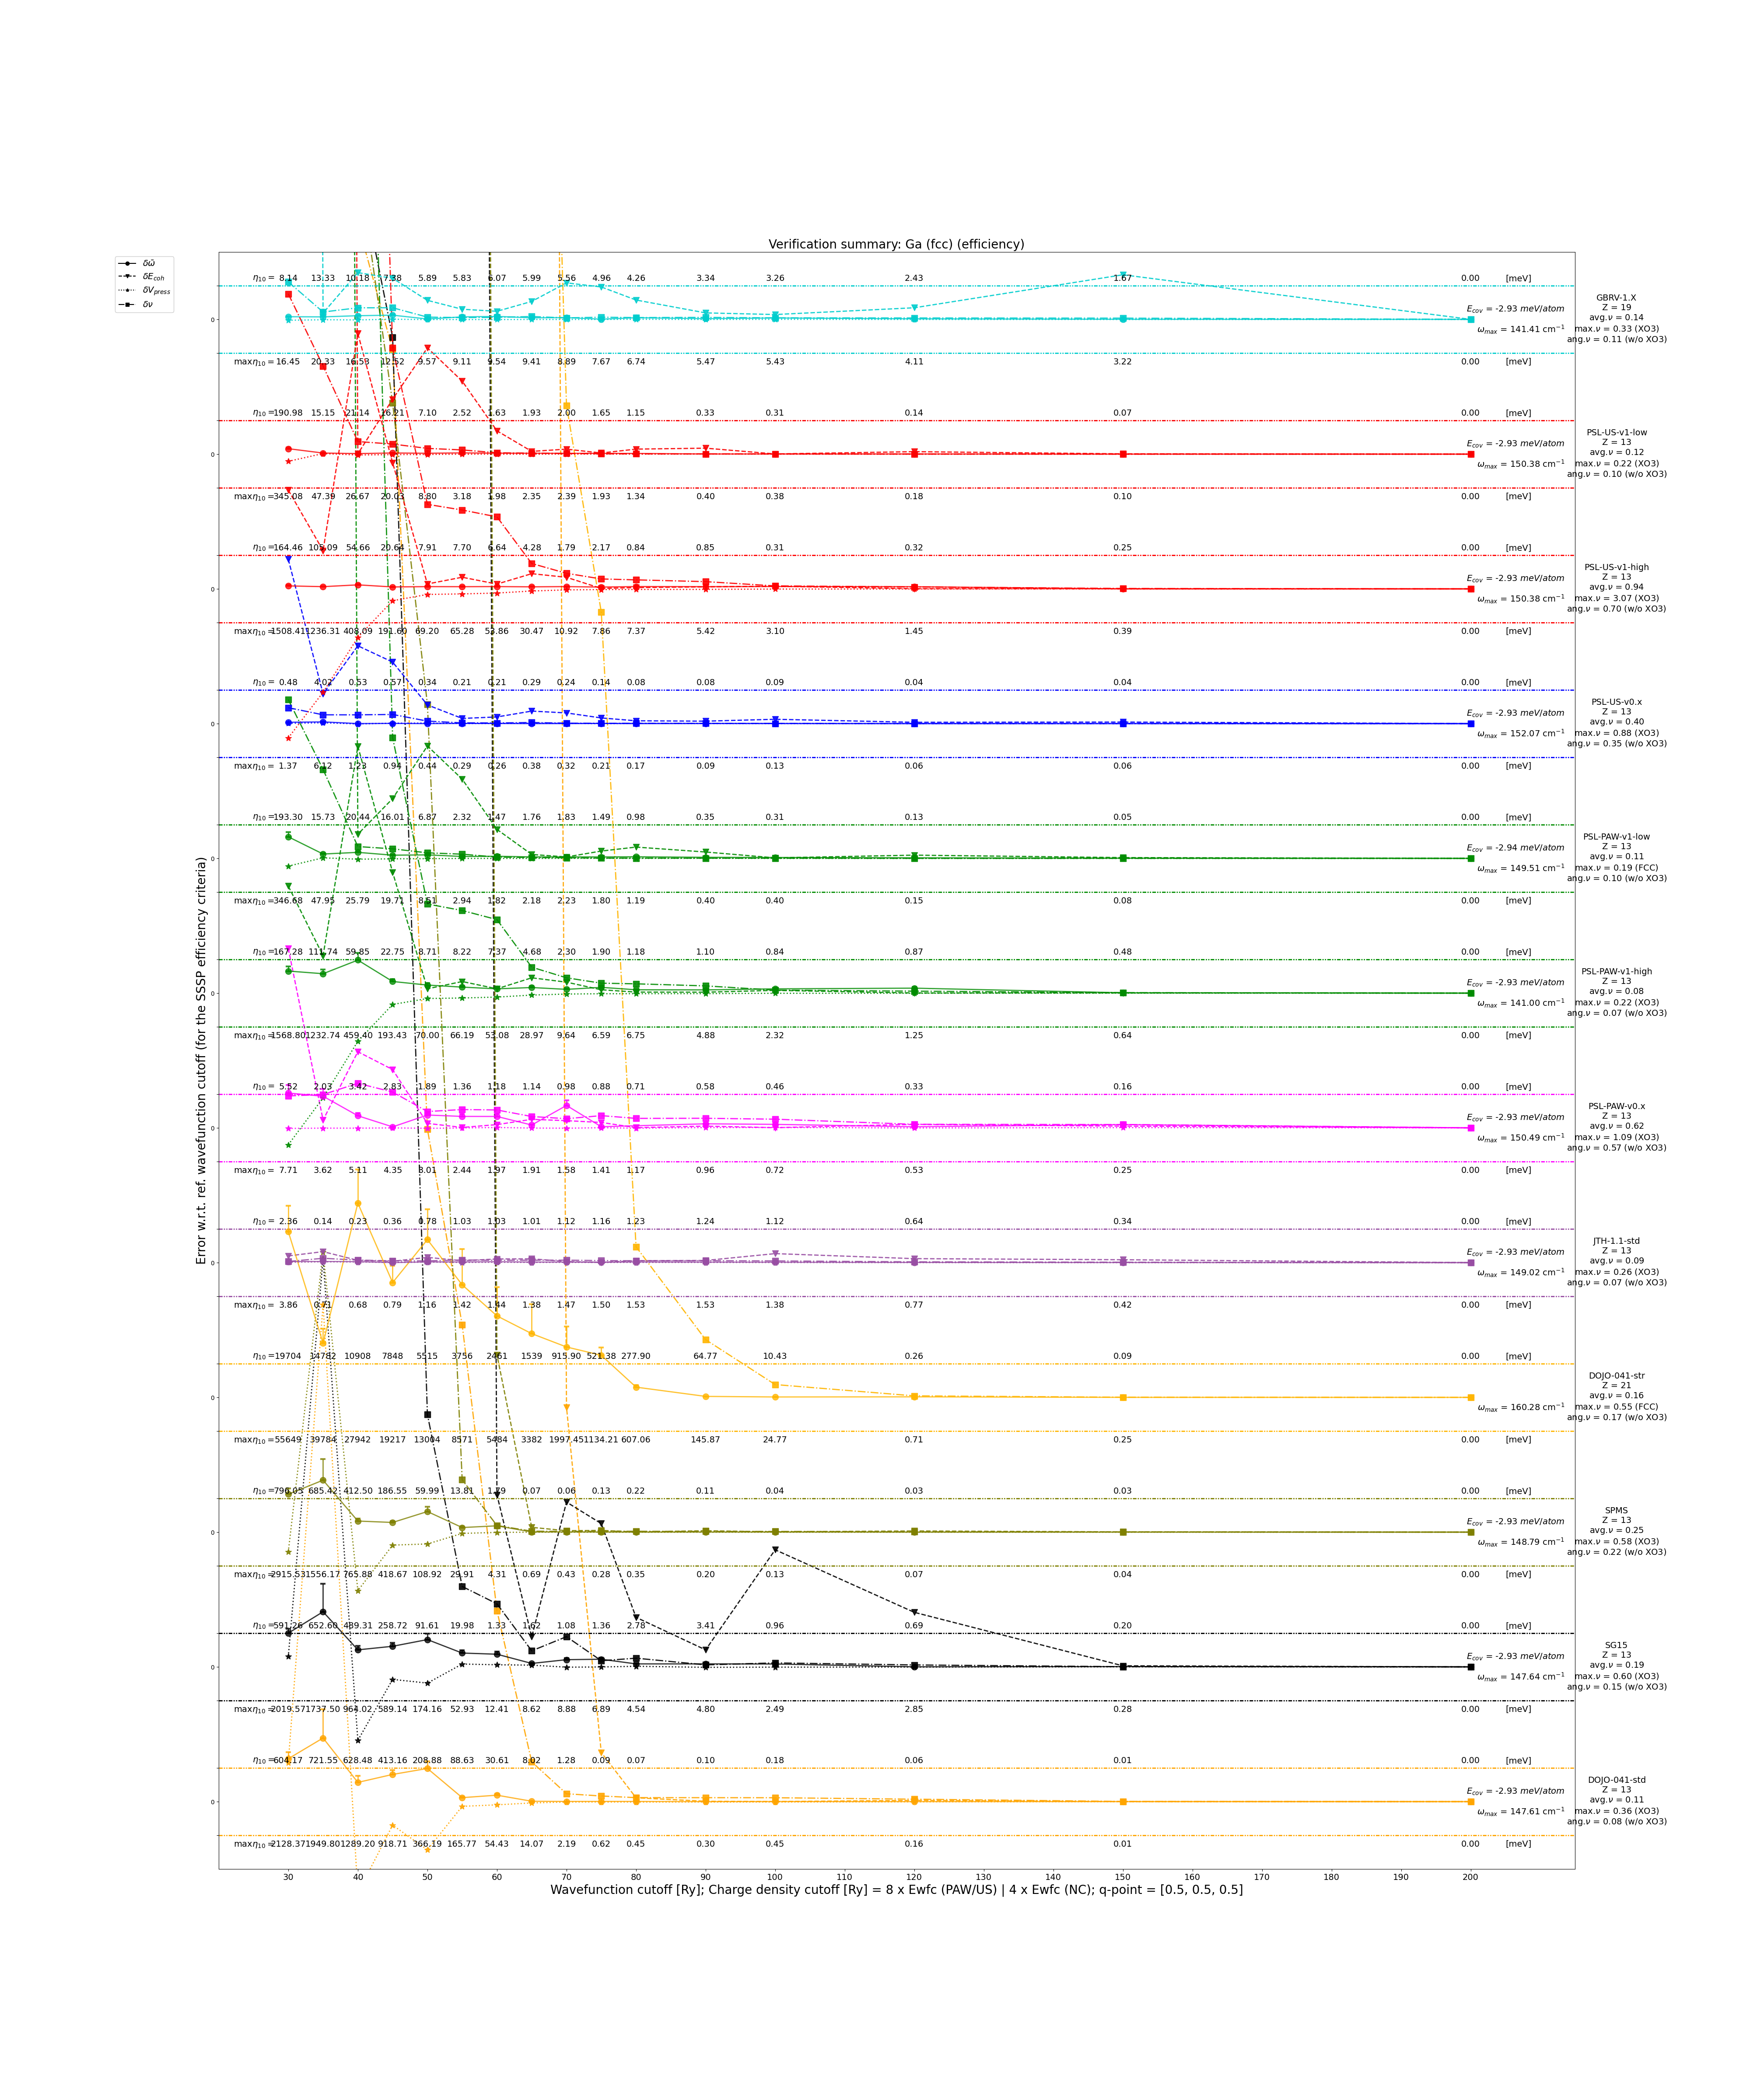 Verification summary: Ga (fcc) (efficiency)
δω̄
δE_coh
δV_press
δν
Error w.r.t. ref. wavefunction cutoff (for the SSSP efficiency criteria)
η₁₀ = 8.14 13.33 10.18 7.38 5.89 5.83 6.07 5.99 5.56 4.96 4.26 3.34 3.26 2.43 1.67 0.00 [meV]
0
E_coh = -2.93 meV/atom
ω_max = 141.41 cm⁻¹
GBRV-1.X
Z = 19
avg.ν = 0.14
max.ν = 0.33 (XO3)
ang.ν = 0.11 (w/o XO3)
maxη₁₀ = 16.45 20.33 16.53 12.52 9.57 9.11 9.54 9.41 8.89 7.67 6.74 5.47 5.43 4.11 3.22 0.00 [meV]
η₁₀ = 190.98 15.15 21.14 16.21 7.10 2.52 1.63 1.93 2.00 1.65 1.15 0.33 0.31 0.14 0.07 0.00 [meV]
0
E_cov = -2.93 meV/atom
ω_max = 150.38 cm⁻¹
PSL-US-v1-low
Z = 13
avg.ν = 0.12
max.ν = 0.22 (XO3)
ang.ν = 0.10 (w/o XO3)
maxη₁₀ = 345.08 47.39 26.67 20.03 8.80 3.18 1.98 2.35 2.39 1.93 1.34 0.40 0.38 0.18 0.10 0.00 [meV]
η₁₀ = 164.46 54.66 20.64 7.91 7.70 6.64 4.28 1.79 2.17 0.84 0.85 0.31 0.32 0.25 0.00 [meV]
0
E_cov = -2.93 meV/atom
ω_max = 150.38 cm⁻¹
PSL-US-v1-high
Z = 13
avg.ν = 0.94
max.ν = 3.07 (XO3)
ang.ν = 0.70 (w/o XO3)
maxη₁₀ = 1508.41 1236.31 408.09 191.60 69.20 65.28 53.86 30.47 10.92 7.86 7.37 5.42 3.10 1.45 0.39 0.00 [meV]
η₁₀ = 0.48 0.53 0.57 0.34 0.21 0.21 0.29 0.24 0.14 0.08 0.08 0.09 0.04 0.04 0.00 [meV]
0
E_cov = -2.93 meV/atom
ω_max = 152.07 cm⁻¹
PSL-US-v0.x
Z = 13
avg.ν = 0.40
max.ν = 0.88 (XO3)
ang.ν = 0.35 (w/o XO3)
maxη₁₀ = 1.37 6.12 1.23 0.94 0.44 0.29 0.26 0.38 0.32 0.21 0.17 0.09 0.13 0.06 0.06 0.00 [meV]
η₁₀ = 193.30 15.73 20.44 16.01 6.87 2.32 1.47 1.76 1.83 1.49 0.98 0.35 0.31 0.13 0.05 0.00 [meV]
0
E_cov = -2.94 meV/atom
ω_max = 149.51 cm⁻¹
PSL-PAW-v1-low
Z = 13
avg.ν = 0.11
max.ν = 0.19 (FCC)
ang.ν = 0.10 (w/o XO3)
maxη₁₀ = 346.68 47.95 25.79 19.71 8.51 2.94 1.82 2.18 2.23 1.80 1.19 0.40 0.40 0.15 0.08 0.00 [meV]
η₁₀ = 167.28 111.74 59.85 22.75 8.71 8.22 7.37 4.68 2.30 1.90 1.18 1.10 0.84 0.87 0.48 0.00 [meV]
0
E_cov = -2.93 meV/atom
ω_max = 141.00 cm⁻¹
PSL-PAW-v1-high
Z = 13
avg.ν = 0.08
max.ν = 0.22 (XO3)
ang.ν = 0.07 (w/o XO3)
maxη₁₀ = 1568.80 1232.74 459.40 193.43 70.00 66.19 53.08 28.97 9.64 6.59 6.75 4.88 2.32 1.25 0.64 0.00 [meV]
η₁₀ = 5.52 2.03 3.42 2.83 1.89 1.36 1.18 1.14 0.98 0.88 0.71 0.58 0.46 0.33 0.16 0.00 [meV]
0
E_cov = -2.93 meV/atom
ω_max = 150.49 cm⁻¹
PSL-PAW-v0.x
Z = 13
avg.ν = 0.62
max.ν = 1.09 (XO3)
ang.ν = 0.57 (w/o XO3)
maxη₁₀ = 7.71 3.62 5.11 4.35 3.01 2.44 1.97 1.91 1.58 1.41 1.17 0.96 0.72 0.53 0.25 0.00 [meV]
η₁₀ = 2.36 0.14 0.23 0.36 0.78 1.03 1.03 1.01 1.12 1.16 1.23 1.24 1.12 0.64 0.34 0.00 [meV]
0
E_cov = -2.93 meV/atom
ω_max = 149.02 cm⁻¹
JTH-1.1-std
Z = 13
avg.ν = 0.09
max.ν = 0.26 (XO3)
ang.ν = 0.07 (w/o XO3)
maxη₁₀ = 3.86 0.71 0.68 0.79 1.16 1.42 1.44 1.38 1.47 1.50 1.53 1.53 1.38 0.77 0.42 0.00 [meV]
η₁₀ = 19704 14782 10908 7848 5515 3756 2461 1539 915.90 521.38 277.90 64.77 10.43 0.26 0.09 0.00 [meV]
0
ω_max = 160.28 cm⁻¹
DOJO-041-str
Z = 21
avg.ν = 0.16
max.ν = 0.55 (FCC)
ang.ν = 0.17 (w/o XO3)
maxη₁₀ = 55649 39784 27942 19217 13004 8571 5484 3382 1997.45 1134.21 607.06 145.87 24.77 0.71 0.25 0.00 [meV]
η₁₀ = 685.42 412.50 186.55 59.99 13.81 1.79 0.07 0.06 0.13 0.22 0.11 0.04 0.03 0.03 0.00 [meV]
0
E_cov = -2.93 meV/atom
ω_max = 148.79 cm⁻¹
SPMS
Z = 13
avg.ν = 0.25
max.ν = 0.58 (XO3)
ang.ν = 0.22 (w/o XO3)
maxη₁₀ = 2915.53 1556.17 765.88 418.67 108.92 29.91 4.31 0.69 0.43 0.28 0.35 0.20 0.13 0.07 0.04 0.00 [meV]
η₁₀ = 591.26 652.60 489.31 258.72 91.61 19.98 1.33 1.62 1.08 1.36 2.78 3.41 0.96 0.69 0.20 0.00 [meV]
0
E_cov = -2.93 meV/atom
ω_max = 147.64 cm⁻¹
SG15
Z = 13
avg.ν = 0.19
max.ν = 0.60 (XO3)
ang.ν = 0.15 (w/o XO3)
maxη₁₀ = 2019.57 1737.50 964.02 589.14 174.16 52.93 12.41 8.62 8.88 6.89 4.54 4.80 2.49 2.85 0.28 0.00 [meV]
η₁₀ = 604.17 721.55 628.48 413.16 208.88 88.63 30.61 8.02 1.28 0.09 0.07 0.10 0.18 0.06 0.01 0.00 [meV]
0
E_cov = -2.93 meV/atom
ω_max = 147.61 cm⁻¹
DOJO-041-std
Z = 13
avg.ν = 0.11
max.ν = 0.36 (XO3)
ang.ν = 0.08 (w/o XO3)
maxη₁₀ = 2128.37 1949.80 1289.20 918.71 366.19 165.77 54.43 14.07 2.19 0.62 0.45 0.30 0.45 0.16 0.01 0.00 [meV]
30 40 50 60 70 80 90 100 110 120 130 140 150 160 170 180 190 200
Wavefunction cutoff [Ry]; Charge density cutoff [Ry] = 8 x Ewfc (PAW/US) | 4 x Ewfc (NC); q-point = [0.5, 0.5, 0.5]